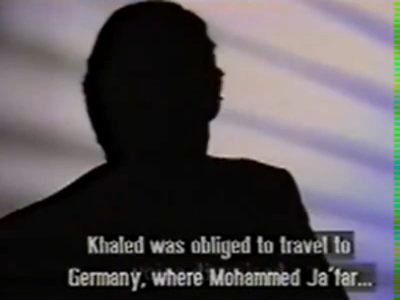 Khaled was obliged to travel to
Germany, where Mohammed Ja'far...